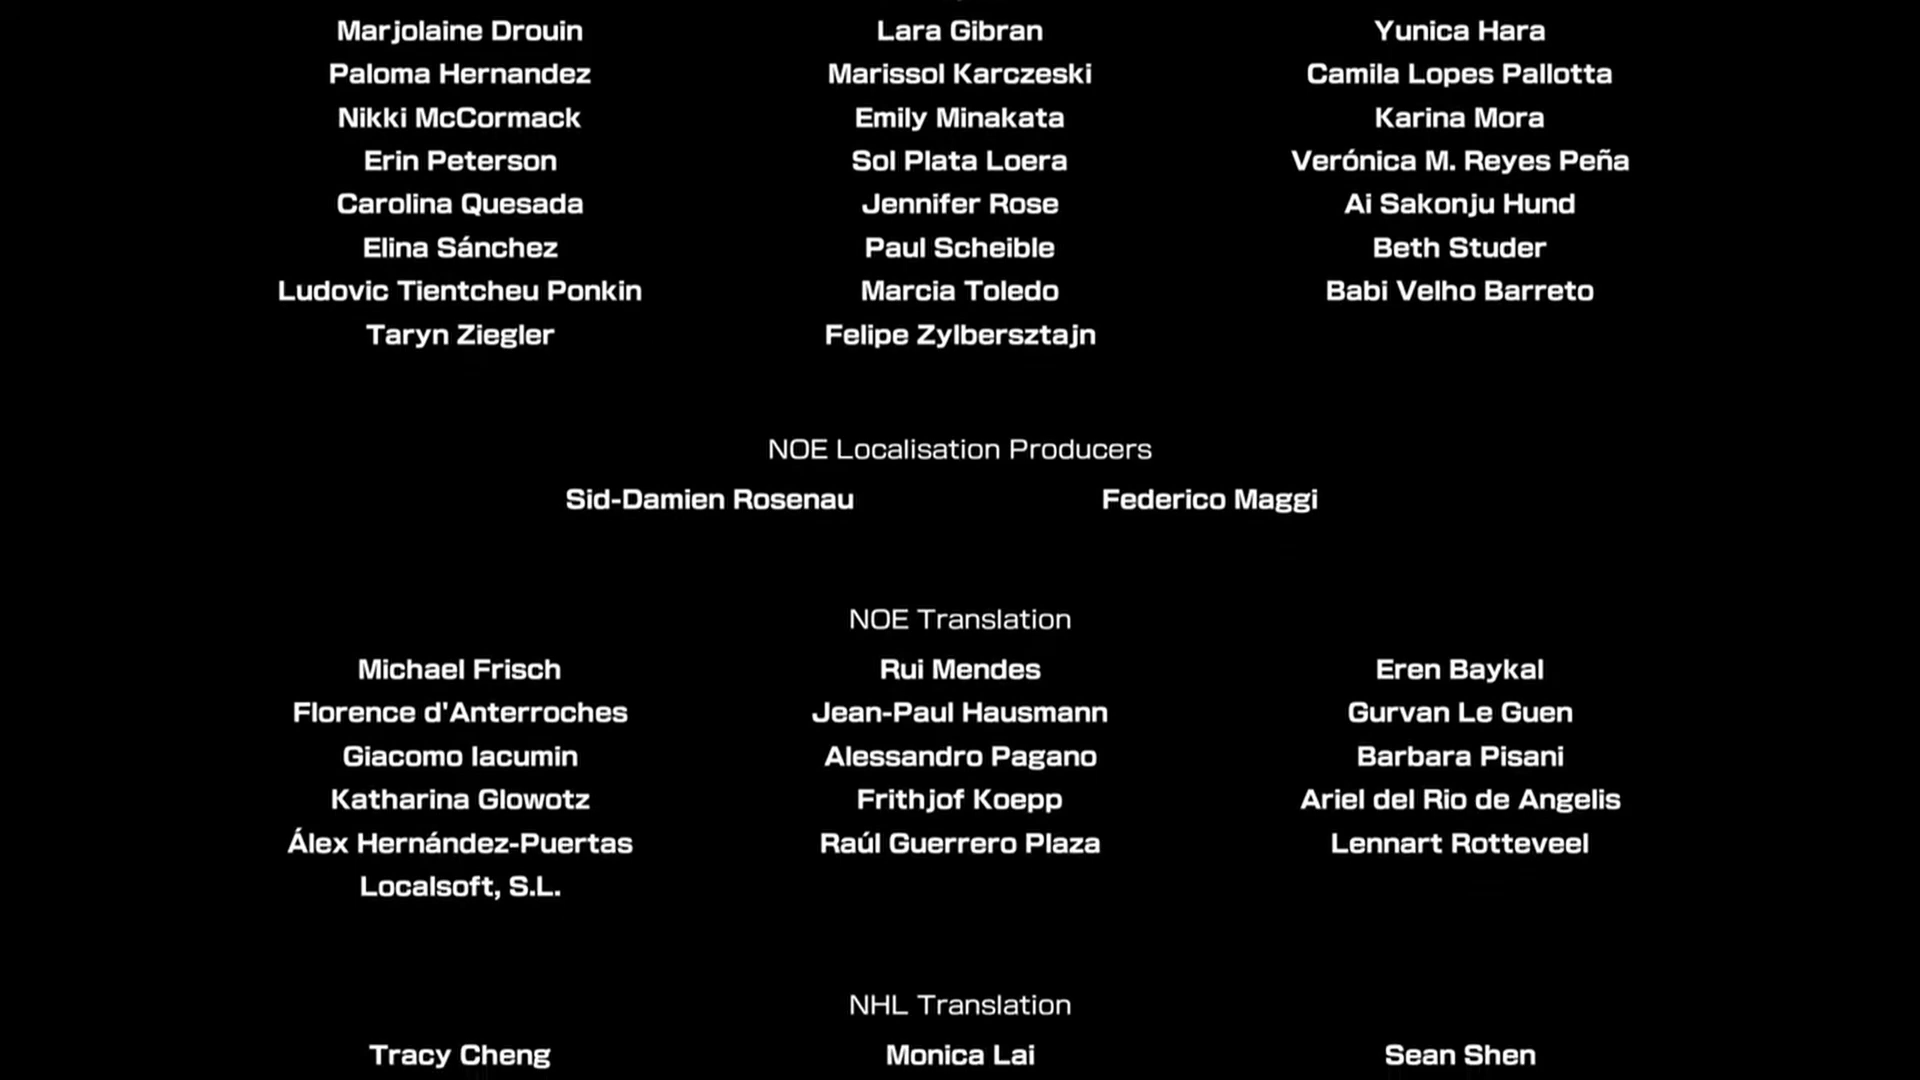 Marjolaine Drouin Lara Gibran Yunica Hara
Paloma Hernandez Marissol Karczeski Camila Lopes Pallotta
Nikki McCormack Emily Minakata Karina Mora
Erin Peterson Sol Plata Loera Verónica M. Reyes Peña
Carolina Quesada Jennifer Rose Ai Sakonju Hund
Elina Sánchez Paul Scheible Beth Studer
Ludovic Tientcheu Ponkin Marcia Toledo Babi Velho Barreto
Taryn Ziegler Felipe Zylbersztajn
NOE Localisation Producers
Sid-Damien Rosenau Federico Maggi
NOE Translation
Michael Frisch Rui Mendes Eren Baykal
Florence d'Anterroches Jean-Paul Hausmann Gurvan Le Guen
Giacomo Iacumin Alessandro Pagano Barbara Pisani
Katharina Glowotz Frithjof Koepp Ariel del Rio de Angelis
Álex Hernández-Puertas Raúl Guerrero Plaza Lennart Rotteveel
Localsoft, S.L.
NHL Translation
Tracy Cheng Monica Lai Sean Shen